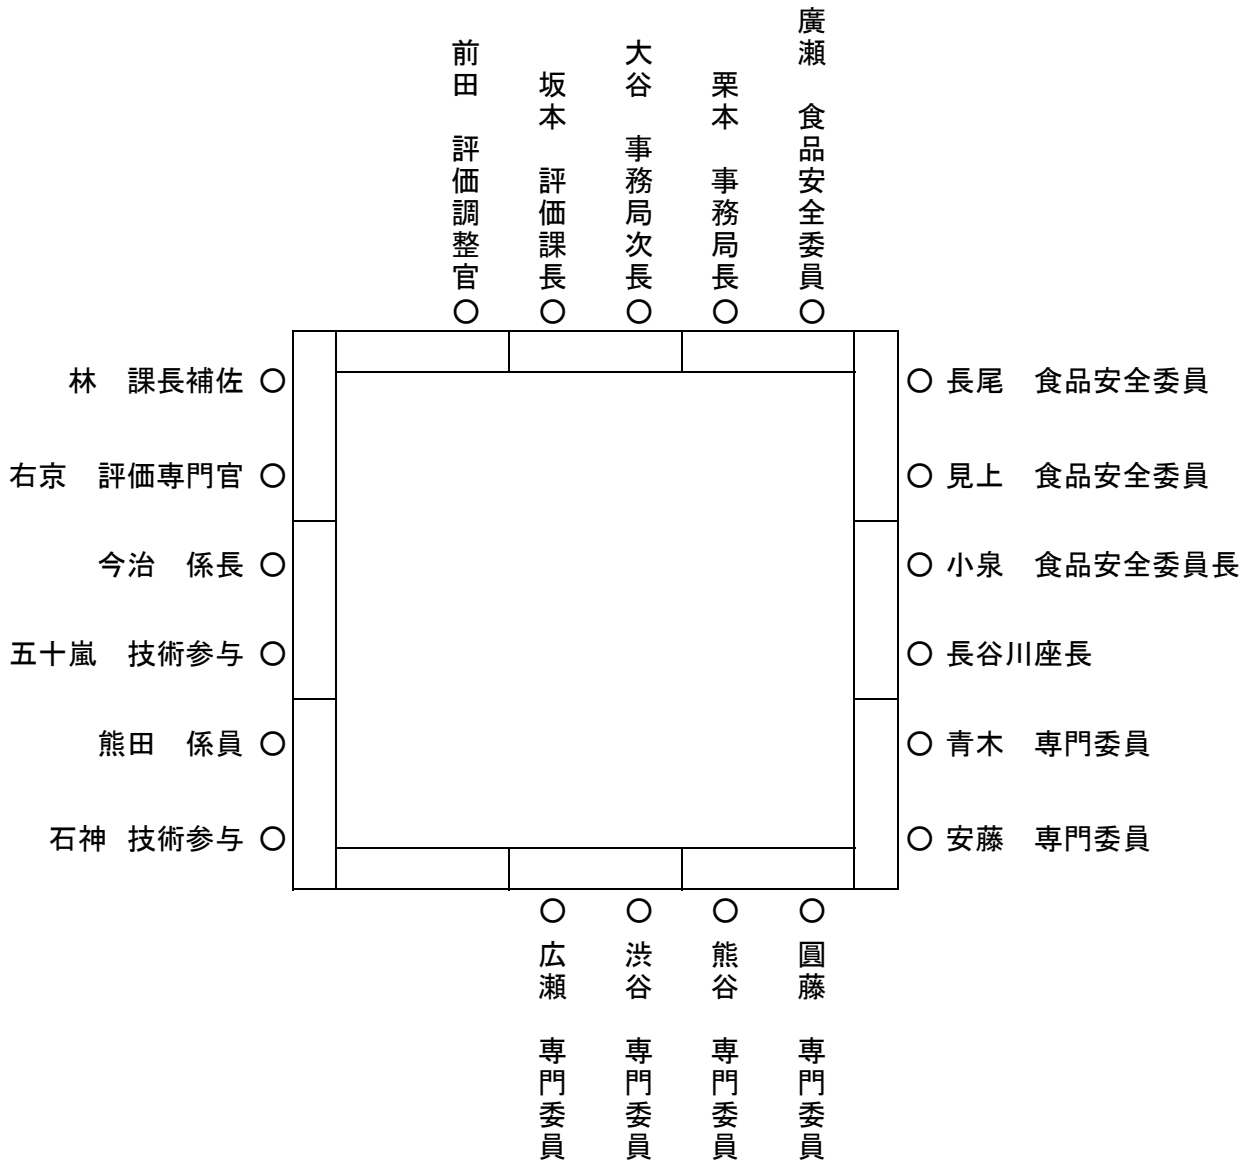 前田　評価調整官
坂本　評価課長
大谷　事務局次長
栗本　事務局長
廣瀬　食品安全委員
林　課長補佐
右京　評価専門官
今治　係長
五十嵐　技術参与
熊田　係員
石神　技術参与
長尾　食品安全委員
見上　食品安全委員
小泉　食品安全委員長
長谷川座長
青木　専門委員
安藤　専門委員
広瀬　専門委員
渋谷　専門委員
熊谷　専門委員
圓藤　専門委員